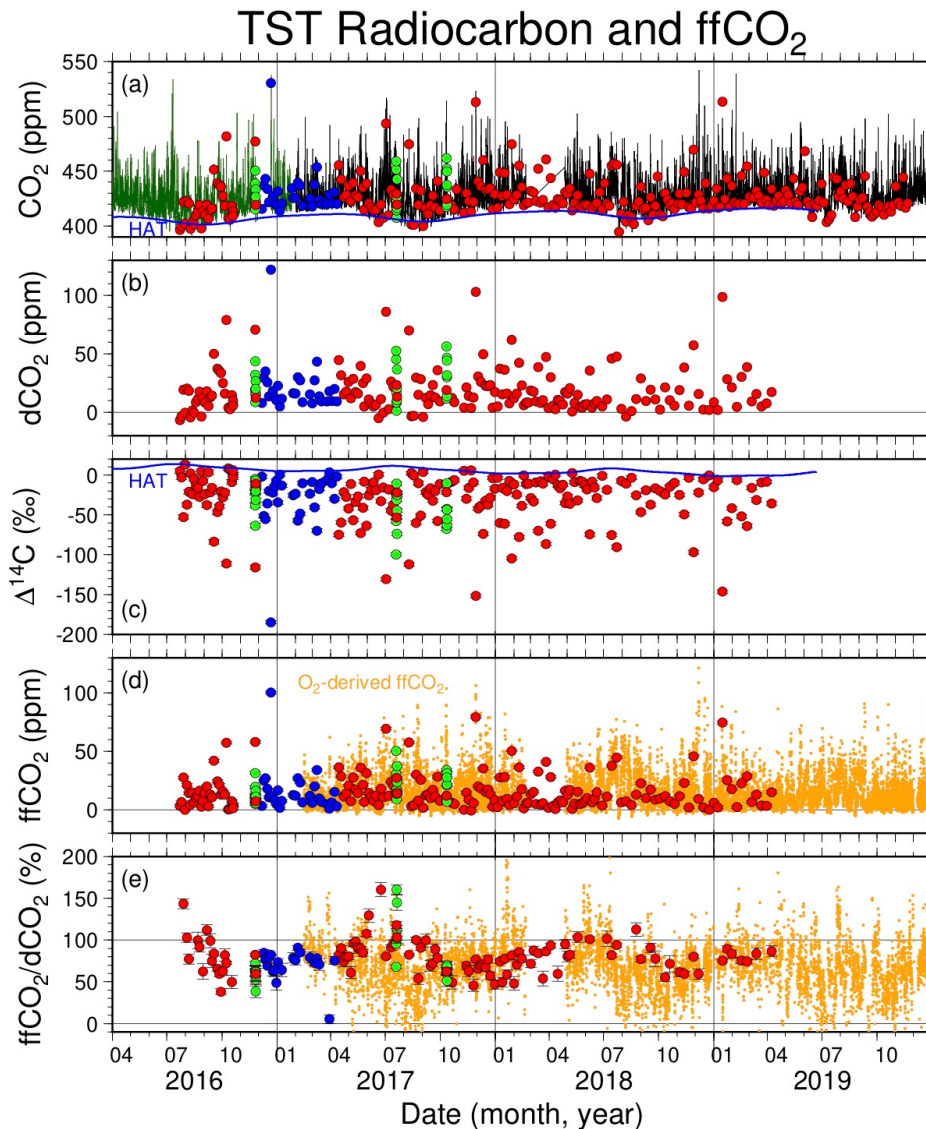 TST Radiocarbon and ffCO₂
(a)
CO₂ (ppm)
550
500
450
400
HAT
(b)
dCO₂ (ppm)
100
50
0
HAT
(c)
Δ¹⁴C (‰)
0
-50
-100
-150
-200
(d)
O₂-derived ffCO₂
ffCO₂ (ppm)
100
50
0
(e)
ffCO₂/dCO₂ (%)
200
150
100
50
0
04 07 10 01 04 07 10 01 04 07 10 01 04 07 10
2016 2017 2018 2019
Date (month, year)